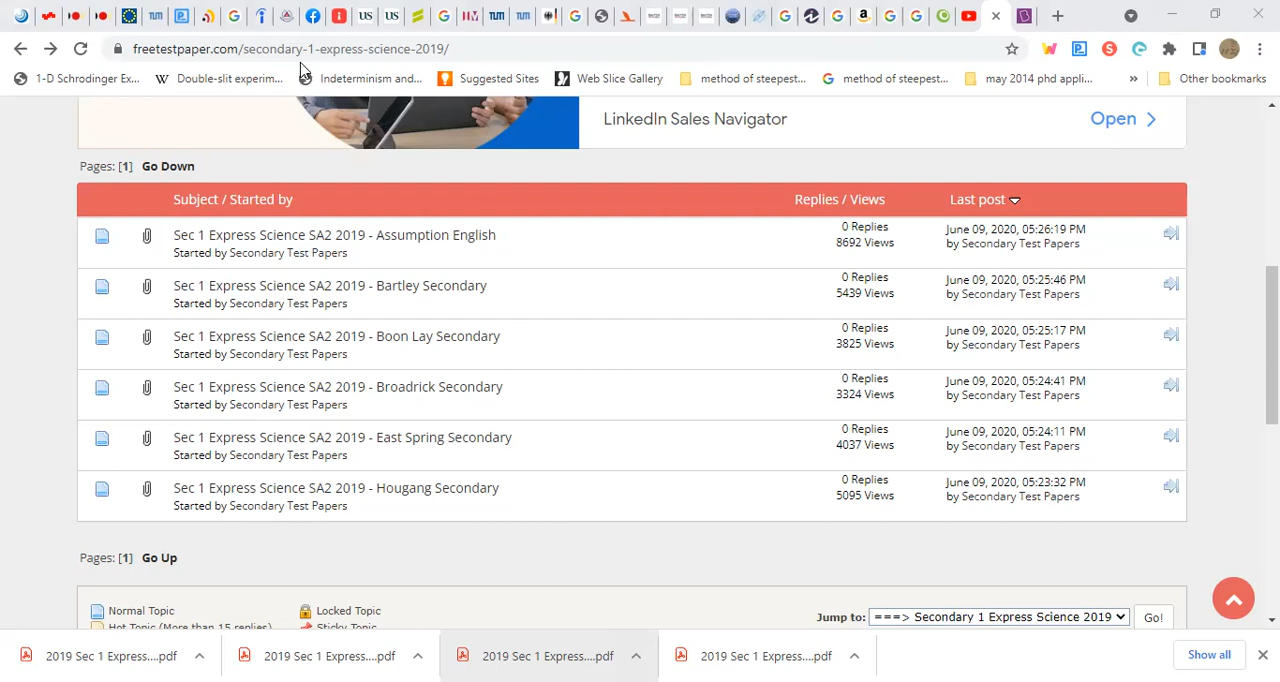 freetestpaper.com/secondary-1-express-science-2019/
1-D Schrodinger Ex... Double-slit experim... Indeterminism and... Suggested Sites Web Slice Gallery method of steepest... method of steepest... may 2014 phd appli... » Other bookmarks
LinkedIn Sales Navigator
Open
Pages: [1] Go Down
Subject / Started by Replies / Views Last post
Sec 1 Express Science SA2 2019 - Assumption English
Started by Secondary Test Papers
0 Replies
8692 Views
June 09, 2020, 05:26:19 PM
by Secondary Test Papers
Sec 1 Express Science SA2 2019 - Bartley Secondary
Started by Secondary Test Papers
0 Replies
5439 Views
June 09, 2020, 05:25:46 PM
by Secondary Test Papers
Sec 1 Express Science SA2 2019 - Boon Lay Secondary
Started by Secondary Test Papers
0 Replies
3825 Views
June 09, 2020, 05:25:17 PM
by Secondary Test Papers
Sec 1 Express Science SA2 2019 - Broadrick Secondary
Started by Secondary Test Papers
0 Replies
3324 Views
June 09, 2020, 05:24:41 PM
by Secondary Test Papers
Sec 1 Express Science SA2 2019 - East Spring Secondary
Started by Secondary Test Papers
0 Replies
4037 Views
June 09, 2020, 05:24:11 PM
by Secondary Test Papers
Sec 1 Express Science SA2 2019 - Hougang Secondary
Started by Secondary Test Papers
0 Replies
5095 Views
June 09, 2020, 05:23:32 PM
by Secondary Test Papers
Pages: [1] Go Up
Normal Topic Locked Topic
Hot Topic (More than 15 replies) Sticky Topic
Jump to: ===> Secondary 1 Express Science 2019 Go!
2019 Sec 1 Express....pdf 2019 Sec 1 Express....pdf 2019 Sec 1 Express....pdf 2019 Sec 1 Express....pdf Show all